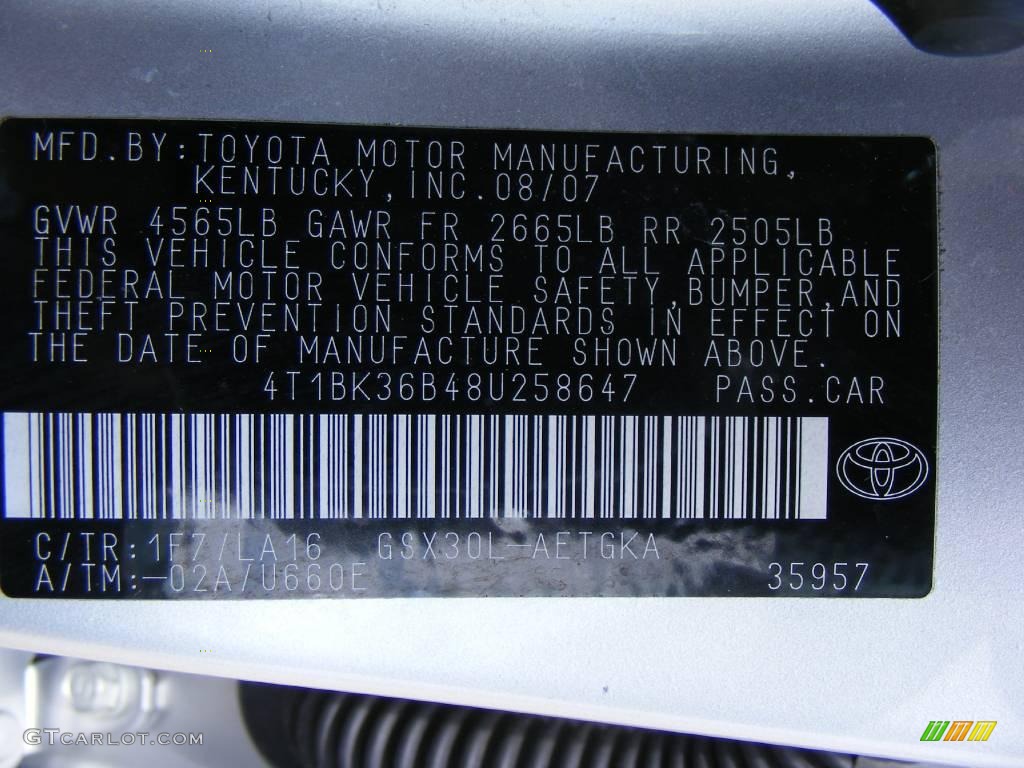 MFD.BY:TOYOTA MOTOR MANUFACTURING,
KENTUCKY,INC.08/07
GVWR 4565LB GAWR FR 2665LB RR 2505LB
THIS VEHICLE CONFORMS TO ALL APPLICABLE
FEDERAL MOTOR VEHICLE SAFETY,BUMPER,AND
THEFT PREVENTION STANDARDS IN EFFECT ON
THE DATE OF MANUFACTURE SHOWN ABOVE.
4T1BK36B48U258647 PASS.CAR
C/TR:1F7/LA16 GSX30L-AETGKA
A/TM:-02A/U660E 35957
GTCARLOT.COM